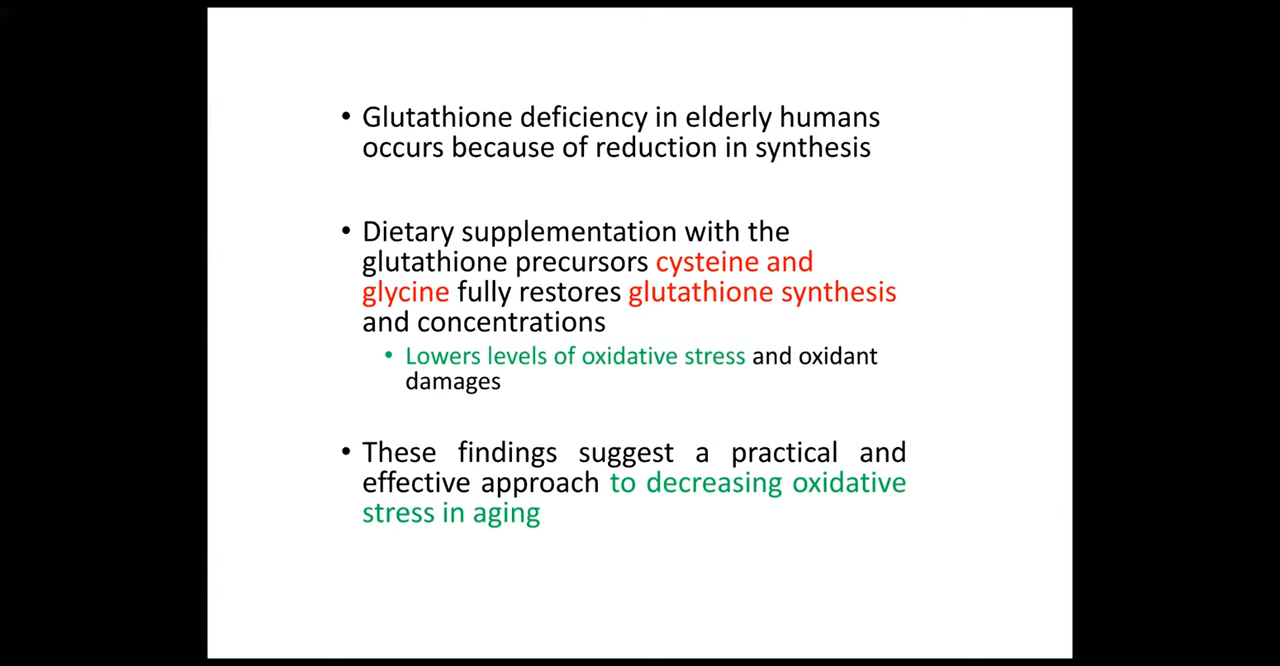 • Glutathione deficiency in elderly humans
occurs because of reduction in synthesis
• Dietary supplementation with the
glutathione precursors cysteine and
glycine fully restores glutathione synthesis
and concentrations
• Lowers levels of oxidative stress and oxidant
damages
• These findings suggest a practical and
effective approach to decreasing oxidative
stress in aging